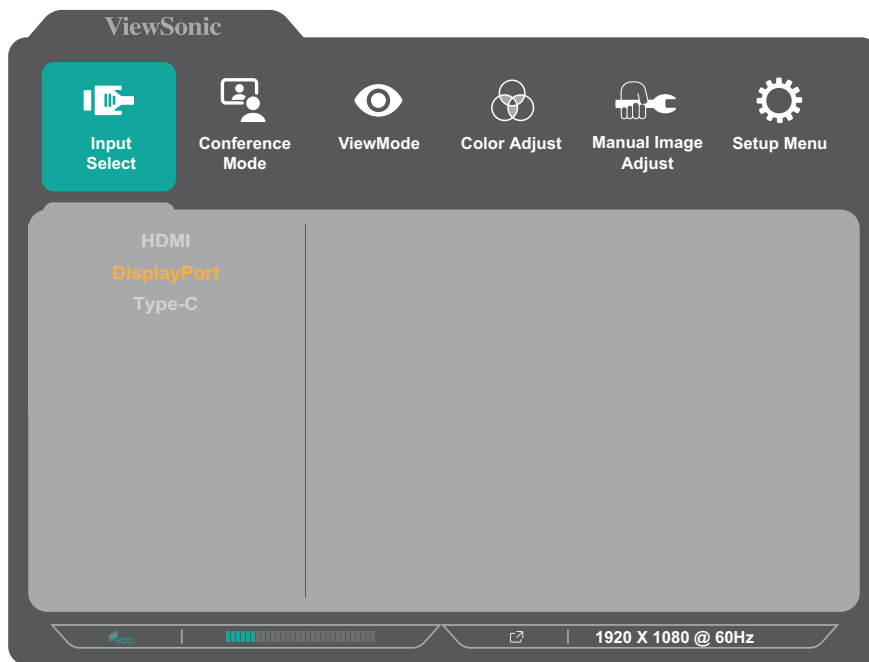 ViewSonic
Input
Select
Conference
Mode
ViewMode
Color Adjust
Manual Image
Adjust
Setup Menu
HDMI
DisplayPort
Type-C
eco
1920 X 1080 @ 60Hz